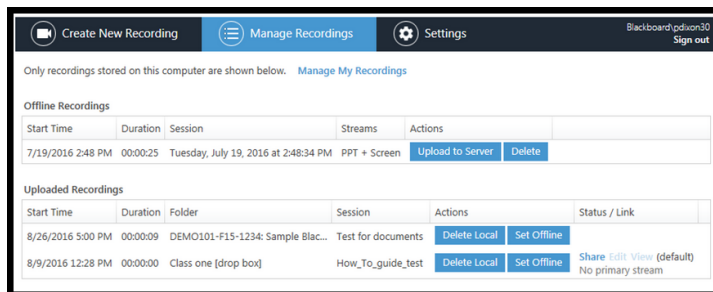 Create New Recording Manage Recordings Settings Blackboard\pdixon30
Sign out
Only recordings stored on this computer are shown below. Manage My Recordings
Offline Recordings
Start Time Duration Session Streams Actions
7/19/2016 2:48 PM 00:00:25 Tuesday, July 19, 2016 at 2:48:34 PM PPT + Screen Upload to Server Delete
Uploaded Recordings
Start Time Duration Folder Session Actions Status / Link
8/26/2016 5:00 PM 00:00:09 DEMO101-F15-1234: Sample Blac... Test for documents Delete Local Set Offline
8/9/2016 12:28 PM 00:00:00 Class one [drop box] How_To_guide_test Delete Local Set Offline Share Edit View (default)
No primary stream